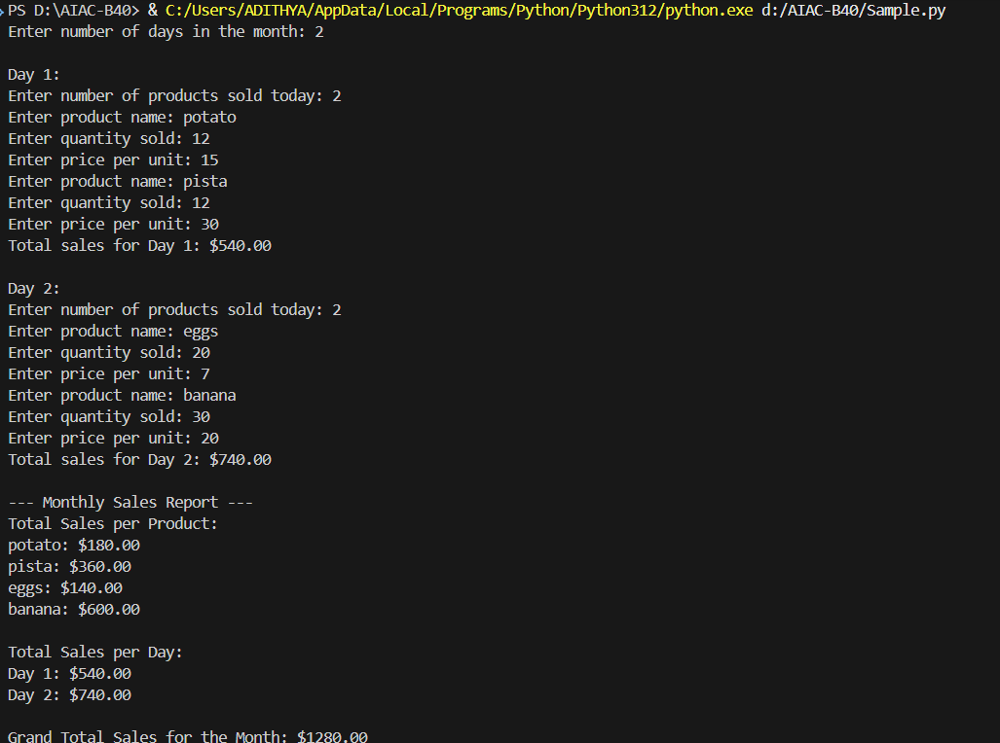 PS D:\AIAC-B40> & C:/Users/ADITHYA/AppData/Local/Programs/Python/Python312/python.exe d:/AIAC-B40/Sample.py
Enter number of days in the month: 2
Day 1:
Enter number of products sold today: 2
Enter product name: potato
Enter quantity sold: 12
Enter price per unit: 15
Enter product name: pista
Enter quantity sold: 12
Enter price per unit: 30
Total sales for Day 1: $540.00
Day 2:
Enter number of products sold today: 2
Enter product name: eggs
Enter quantity sold: 20
Enter price per unit: 7
Enter product name: banana
Enter quantity sold: 30
Enter price per unit: 20
Total sales for Day 2: $740.00
--- Monthly Sales Report ---
Total Sales per Product:
potato: $180.00
pista: $360.00
eggs: $140.00
banana: $600.00
Total Sales per Day:
Day 1: $540.00
Day 2: $740.00
Grand Total Sales for the Month: $1280.00